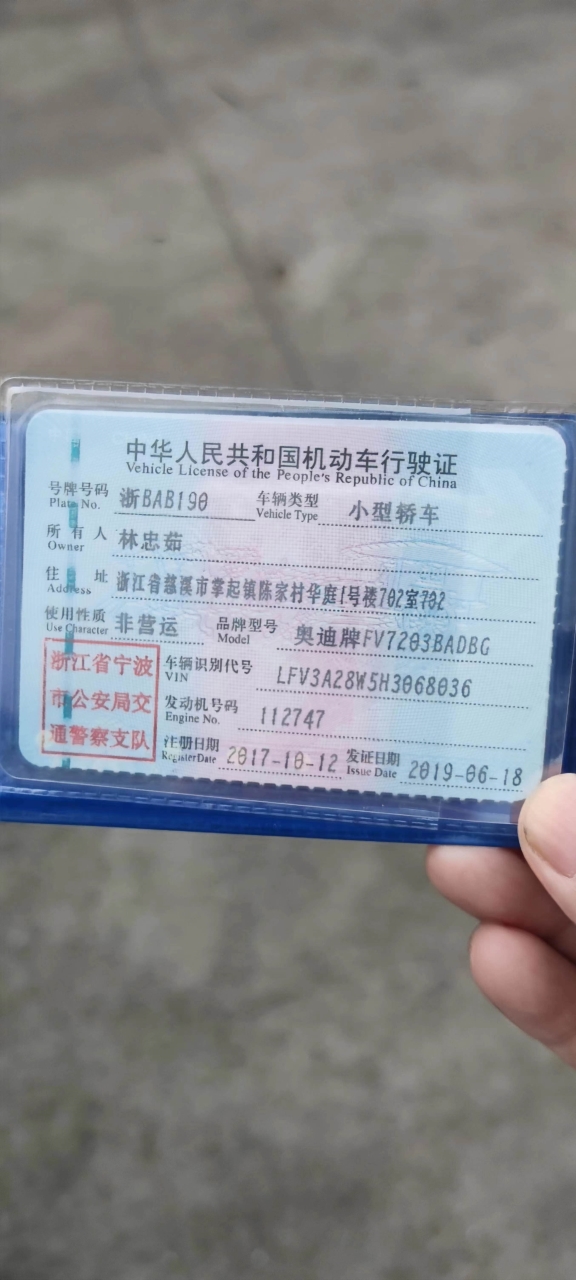 中华人民共和国机动车行驶证
Vehicle License of the People's Republic of China
号牌号码 浙BAB190 车辆类型 小型轿车
Plate No. Vehicle Type
所有人 林忠茹
Owner
住址 浙江省慈溪市掌起镇陈家村华庭1号楼702室702
Address
使用性质 非营运 品牌型号 奥迪牌FV7203BADBG
Use Character Model
浙江省宁波
市公安局交
通警察支队
车辆识别代号 LFV3A28W5H3068036
VIN
发动机号码 112747
Engine No.
注册日期 2017-10-12 发证日期 2019-06-18
Register Date Issue Date